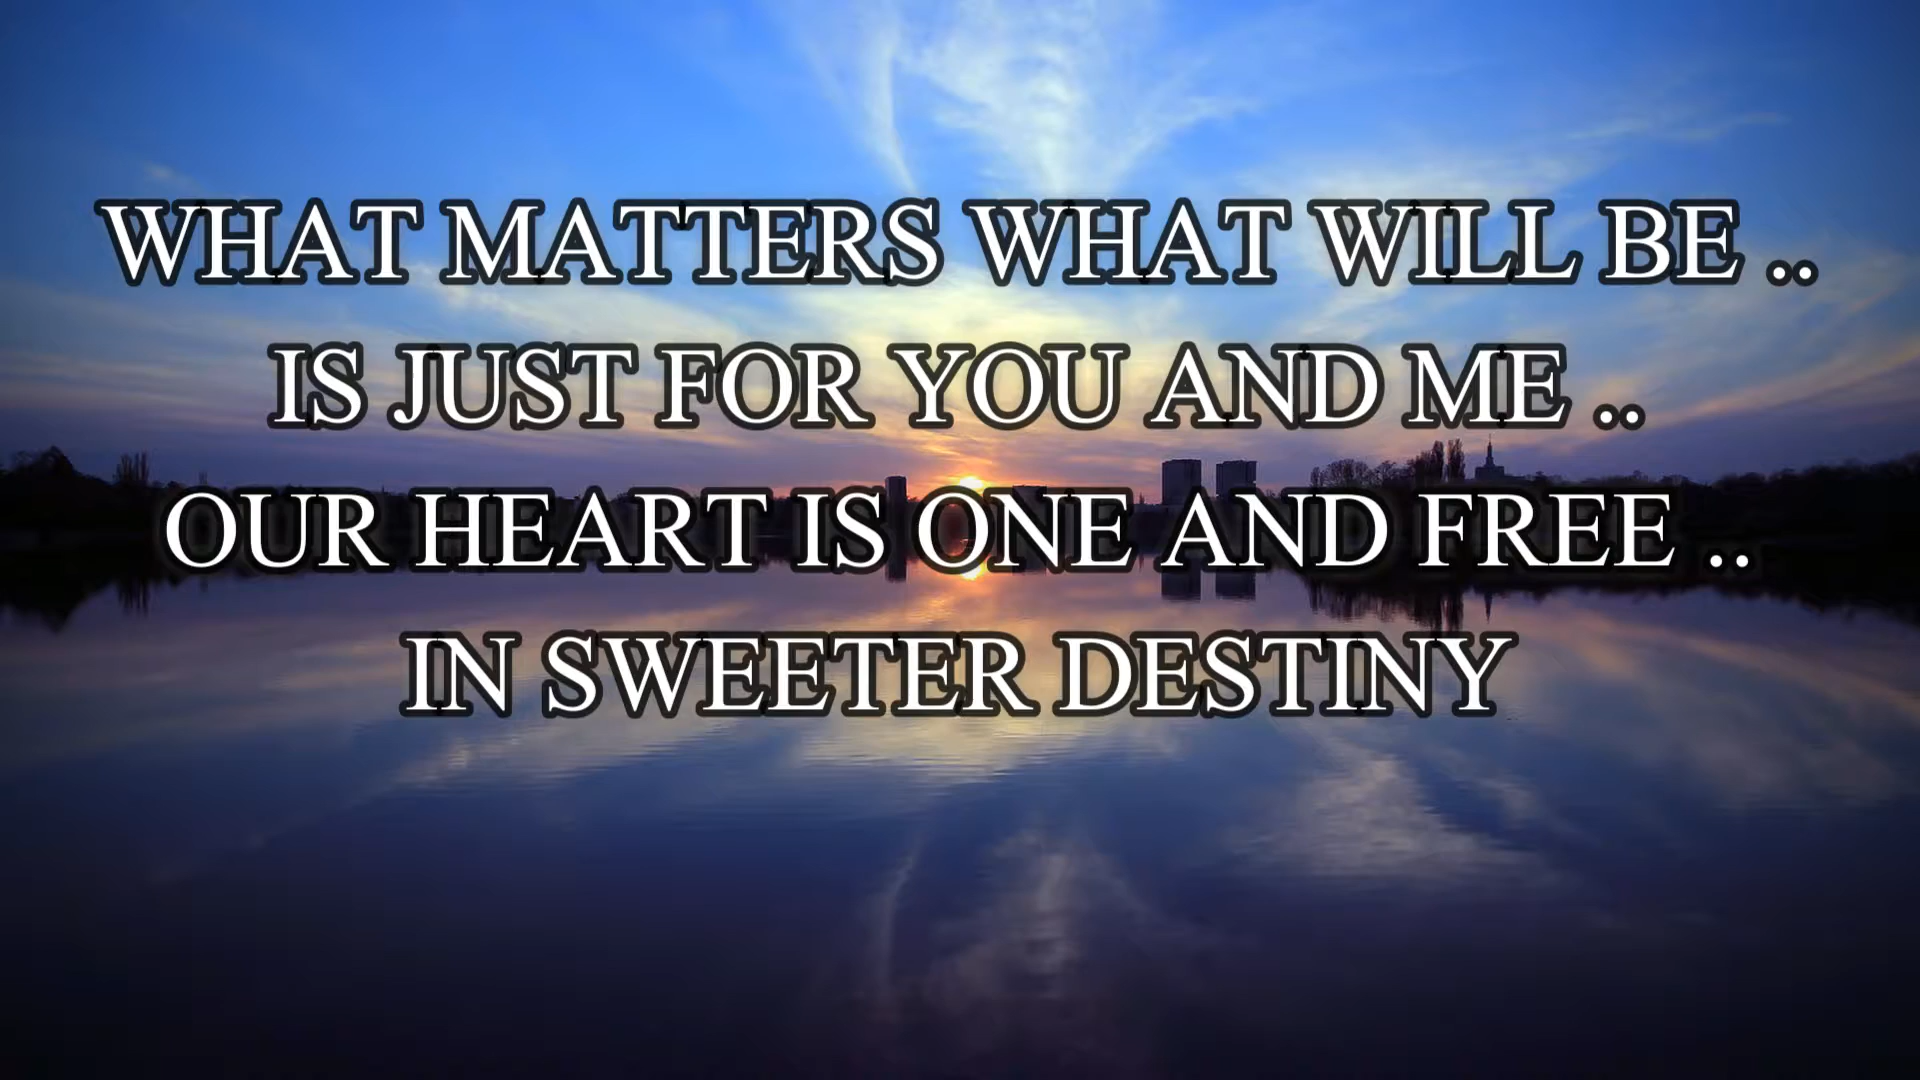 WHAT MATTERS WHAT WILL BE ..
IS JUST FOR YOU AND ME ..
OUR HEART IS ONE AND FREE ..
IN SWEETER DESTINY